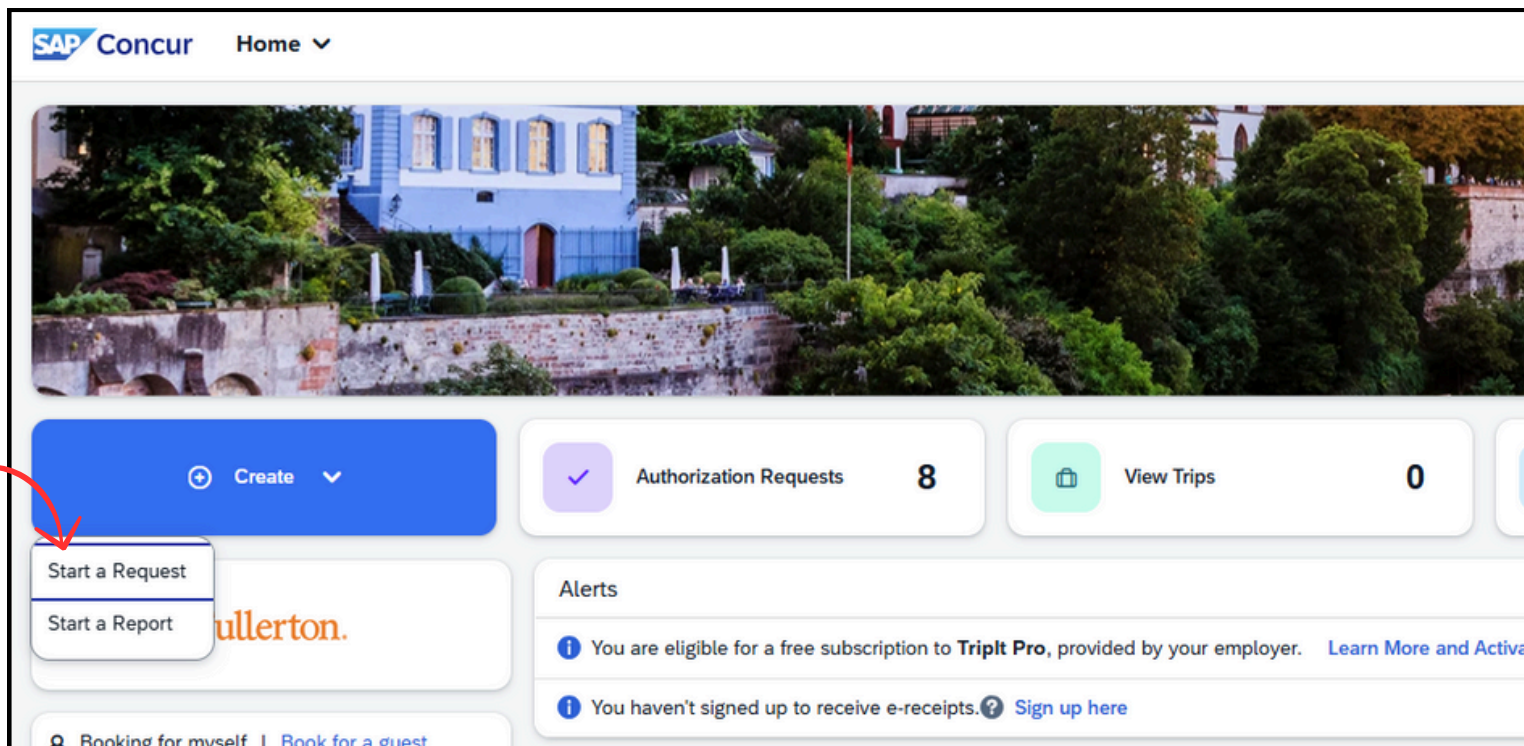 SAP Concur Home
Create
Authorization Requests 8
View Trips 0
Start a Request
Start a Report
ullerton.
Alerts
You are eligible for a free subscription to TripIt Pro, provided by your employer. Learn More and Activa
You haven't signed up to receive e-receipts. ? Sign up here
Booking for myself | Book for a guest